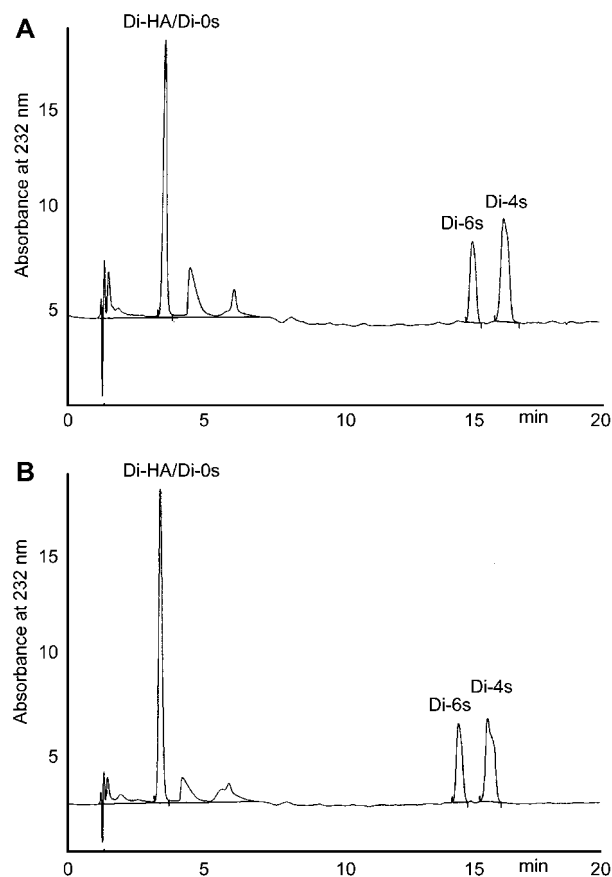 A
Di-HA/Di-0s
Absorbance at 232 nm
15
10
5
Di-6s
Di-4s
0 5 10 15 min 20
B
Di-HA/Di-0s
Absorbance at 232 nm
15
10
5
Di-6s
Di-4s
0 5 10 15 min 20